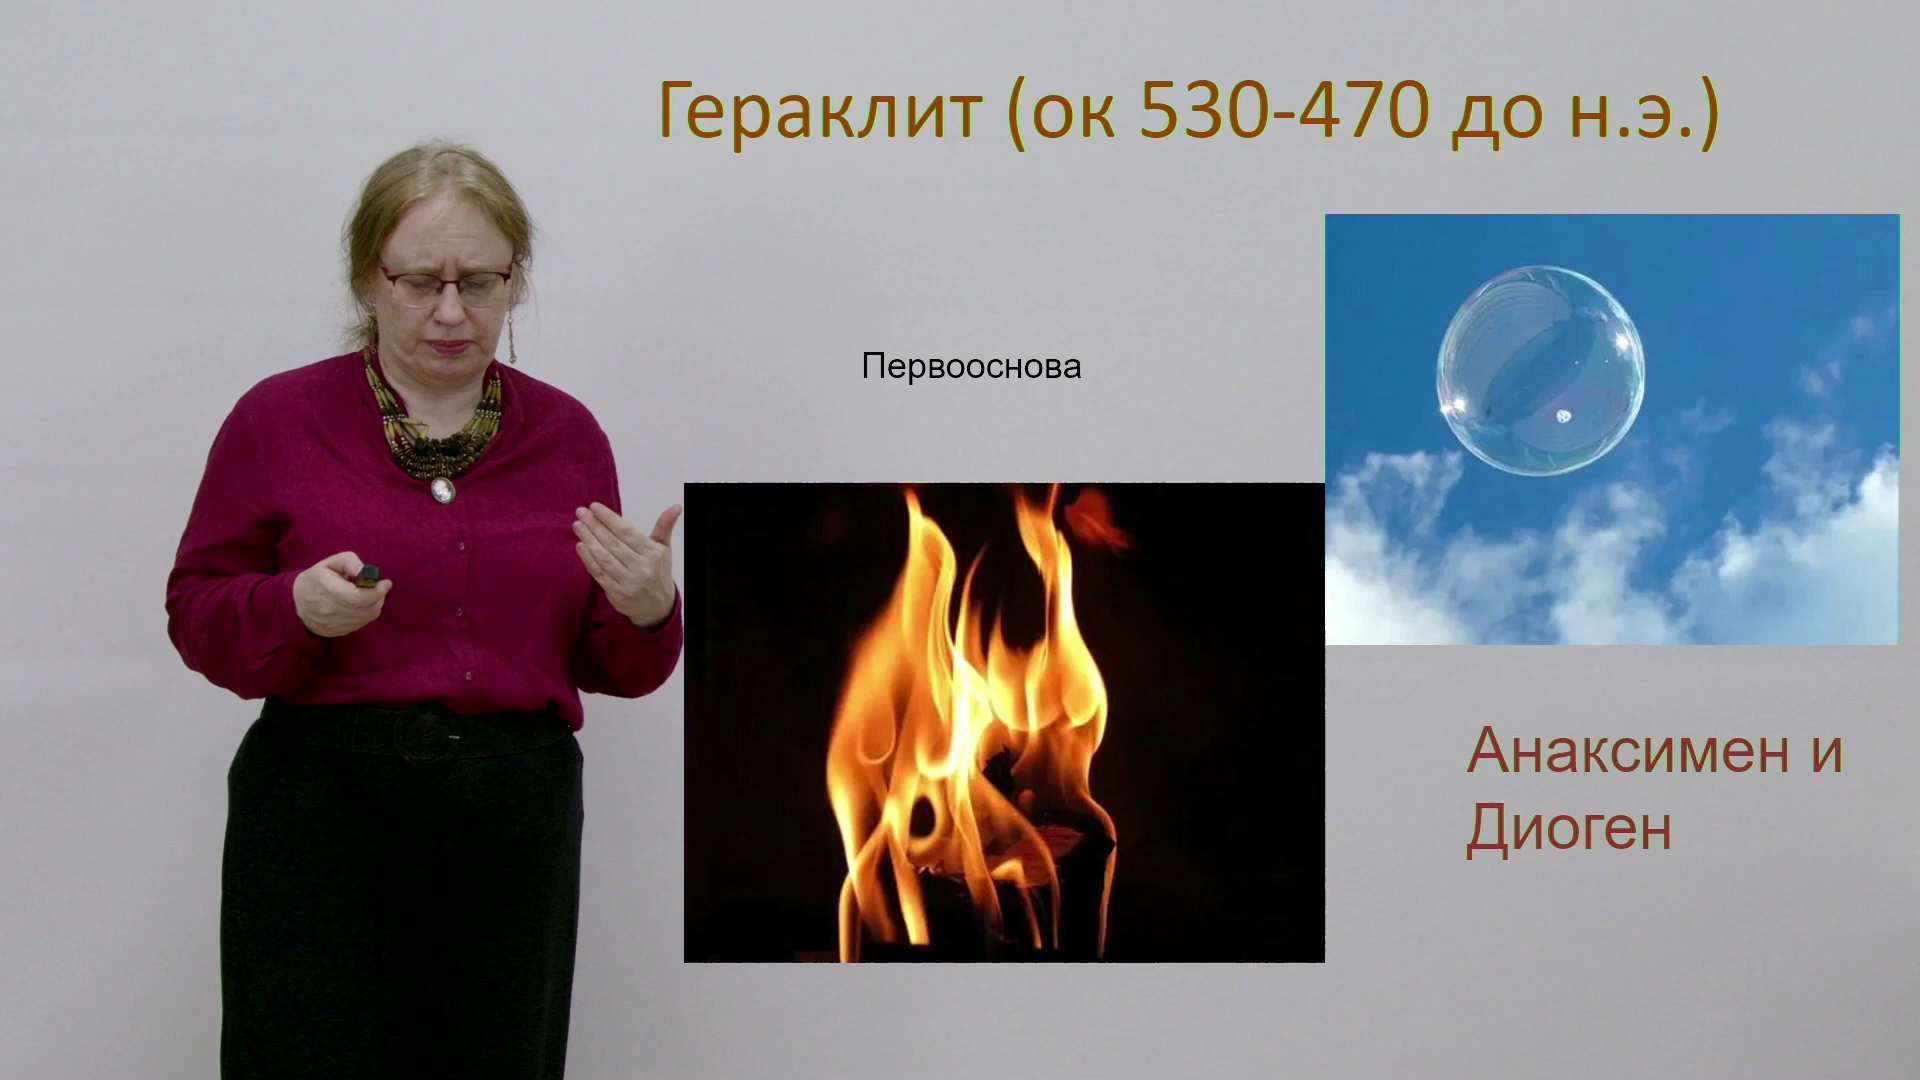 Гераклит (ок 530-470 до н.э.)
Первооснова
Анаксимен и
Диоген